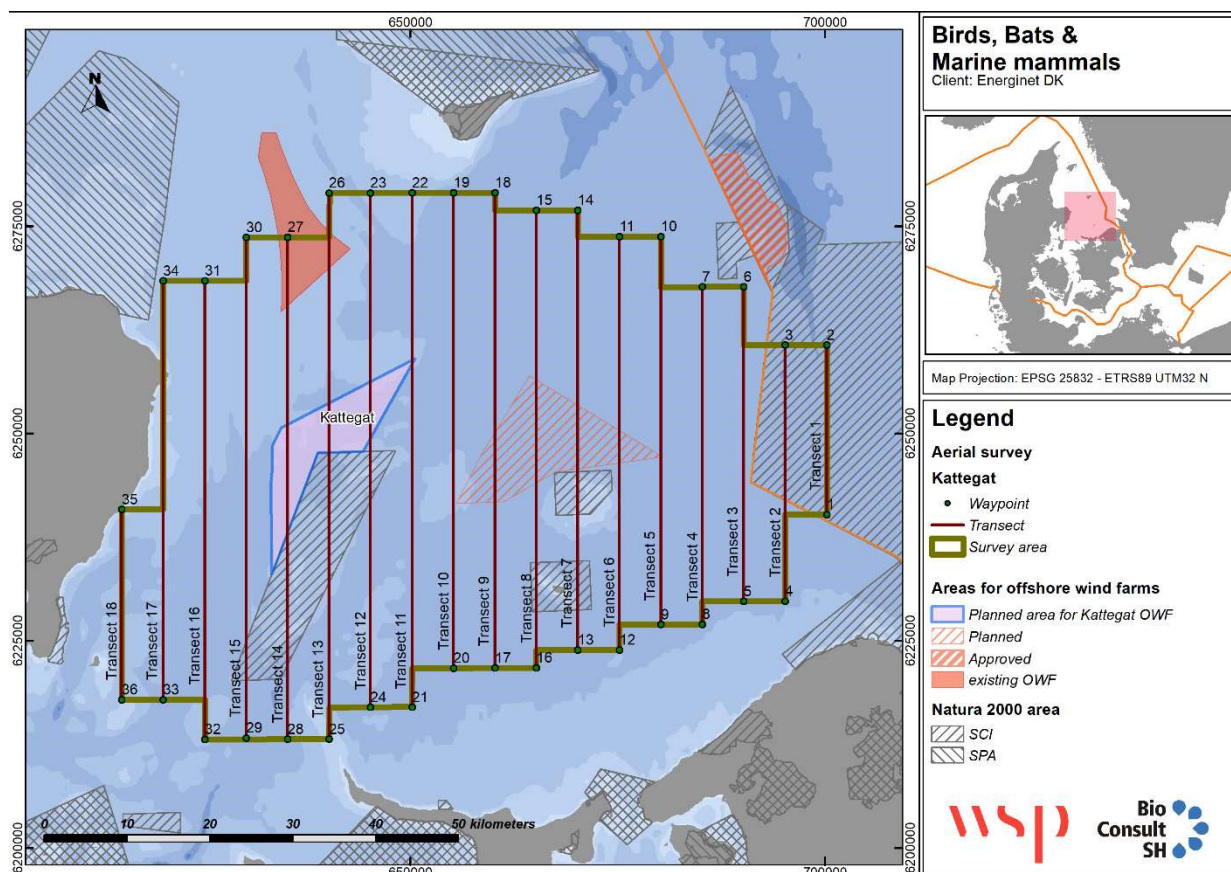 650000
700000
N
26
23
22
19
18
15
14
30
27
11
10
34
31
7
6
3
2
6275000
6275000
Kattegat
6250000
6250000
35
1
Transect 1
Transect 2
Transect 3
Transect 4
Transect 5
Transect 6
Transect 7
Transect 8
Transect 9
Transect 10
Transect 11
Transect 12
Transect 13
Transect 14
Transect 15
Transect 16
Transect 17
Transect 18
5
4
9
8
6225000
6225000
13
12
20
17
16
36
33
24
21
32
29
28
25
0
10
20
30
40
50 kilometers
6200000
6200000
650000
700000
Birds, Bats &
Marine mammals
Client: Energinet DK
Map Projection: EPSG 25832 - ETRS89 UTM32 N
Legend
Aerial survey
Kattegat
Waypoint
Transect
Survey area
Areas for offshore wind farms
Planned area for Kattegat OWF
Planned
Approved
existing OWF
Natura 2000 area
SCI
SPA
wsp
Bio
Consult
SH